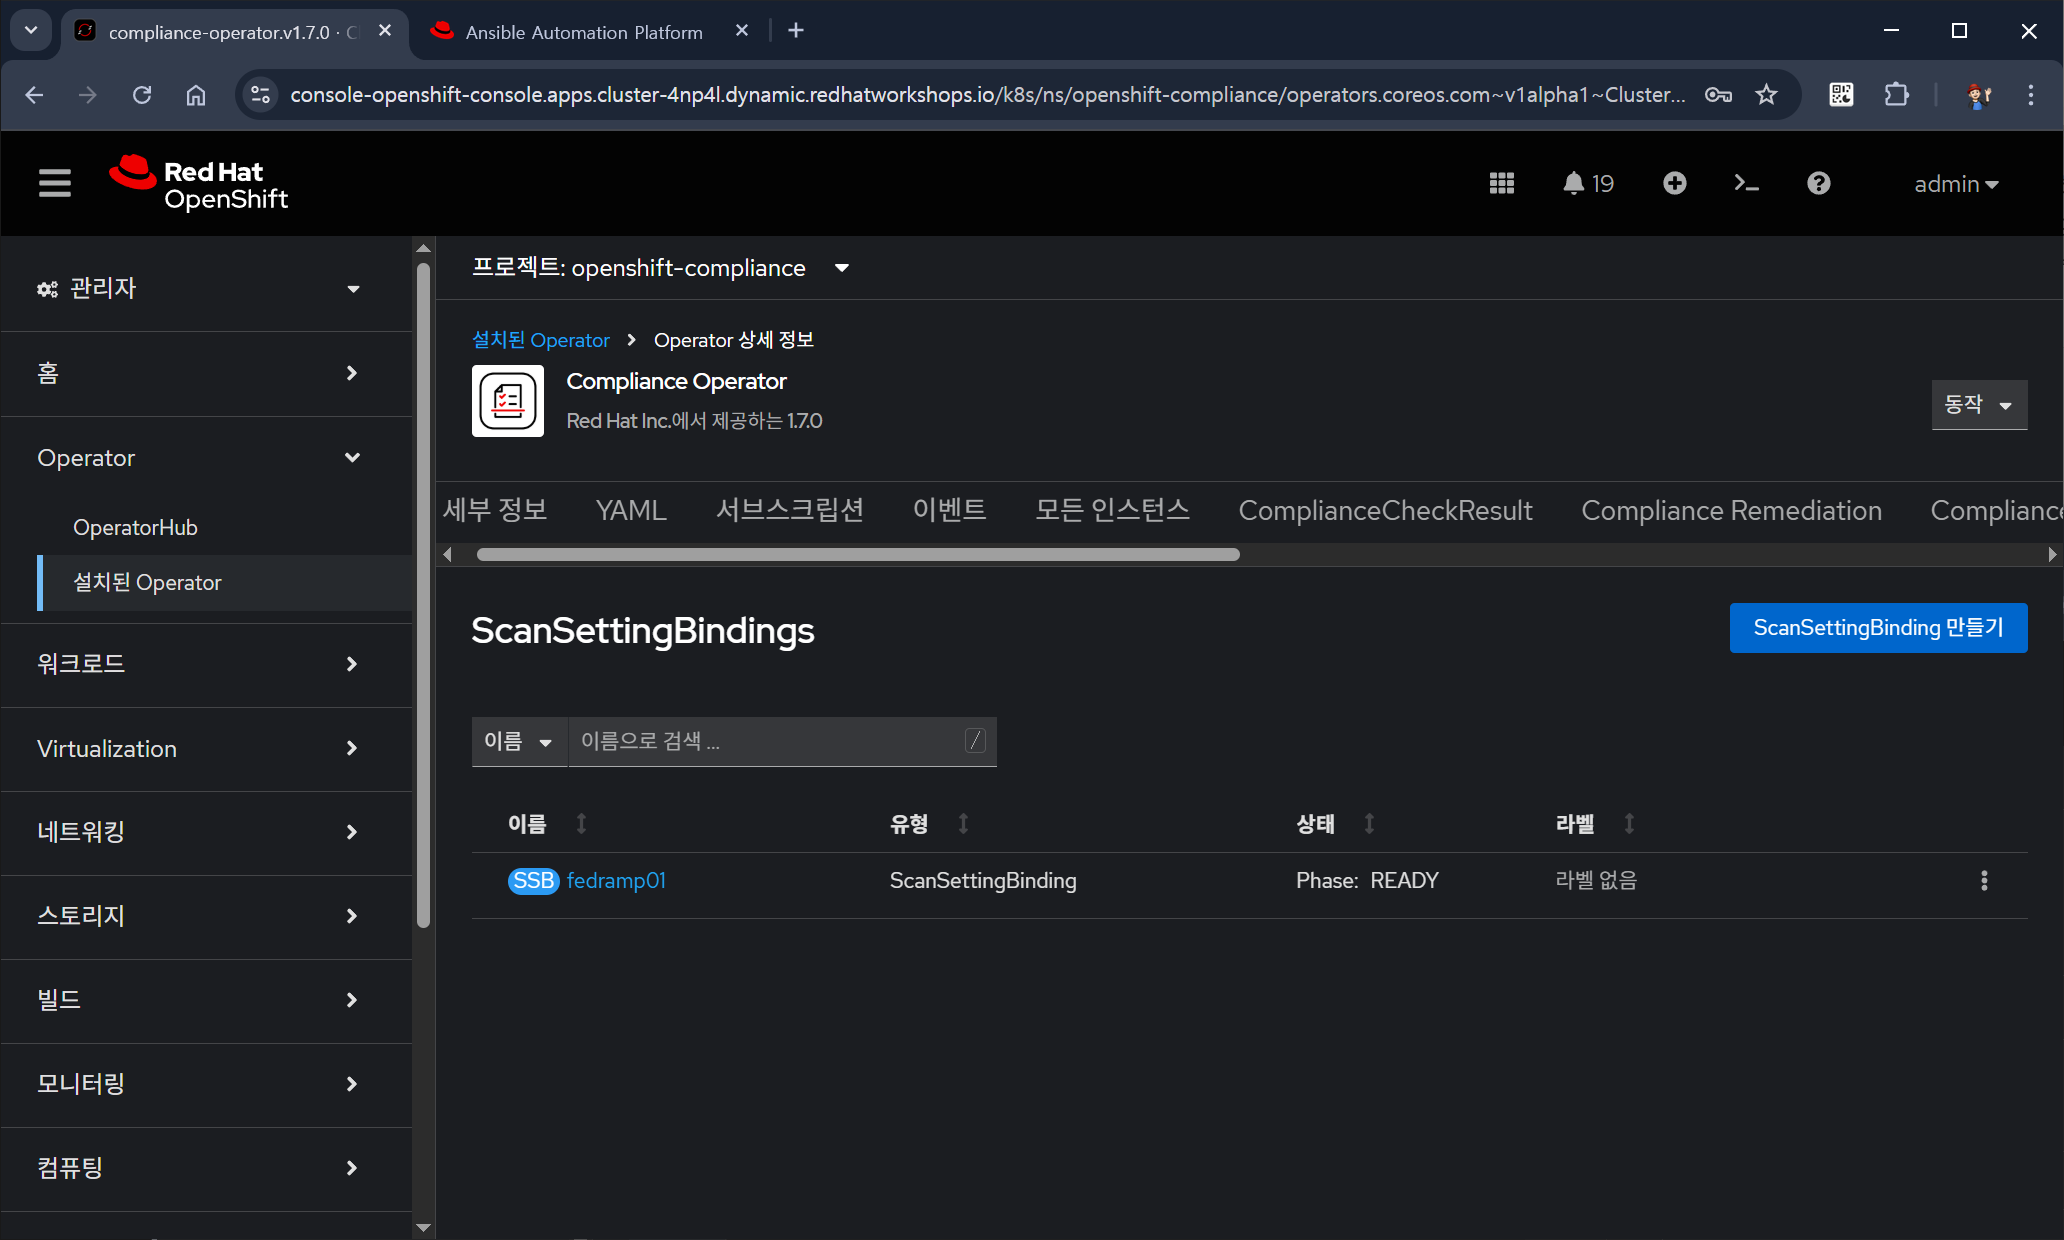 compliance-operator.v1.7.0 · C
Ansible Automation Platform
console-openshift-console.apps.cluster-4np4l.dynamic.redhatworkshops.io/k8s/ns/openshift-compliance/operators.coreos.com~v1alpha1~Cluster...
Red Hat
OpenShift
19
admin
관리자
홈
Operator
OperatorHub
설치된 Operator
워크로드
Virtualization
네트워킹
스토리지
빌드
모니터링
컴퓨팅
프로젝트: openshift-compliance
설치된 Operator > Operator 상세 정보
Compliance Operator
Red Hat Inc.에서 제공하는 1.7.0
동작
세부 정보 YAML 서브스크립션 이벤트 모든 인스턴스 ComplianceCheckResult Compliance Remediation Compliance
ScanSettingBindings
ScanSettingBinding 만들기
이름 이름으로 검색 ... /
이름 유형 상태 라벨
SSB fedramp01 ScanSettingBinding Phase: READY 라벨 없음